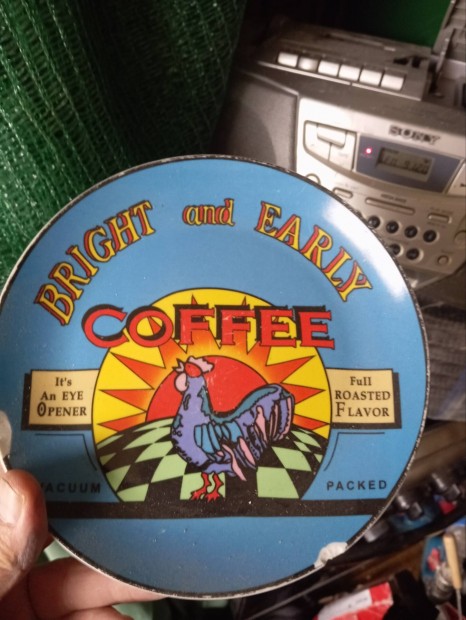 SONY
BRIGHT and EARLY
COFFEE
It's
An EYE
OPENER
Full
ROASTED
FLAVOR
VACUUM
PACKED